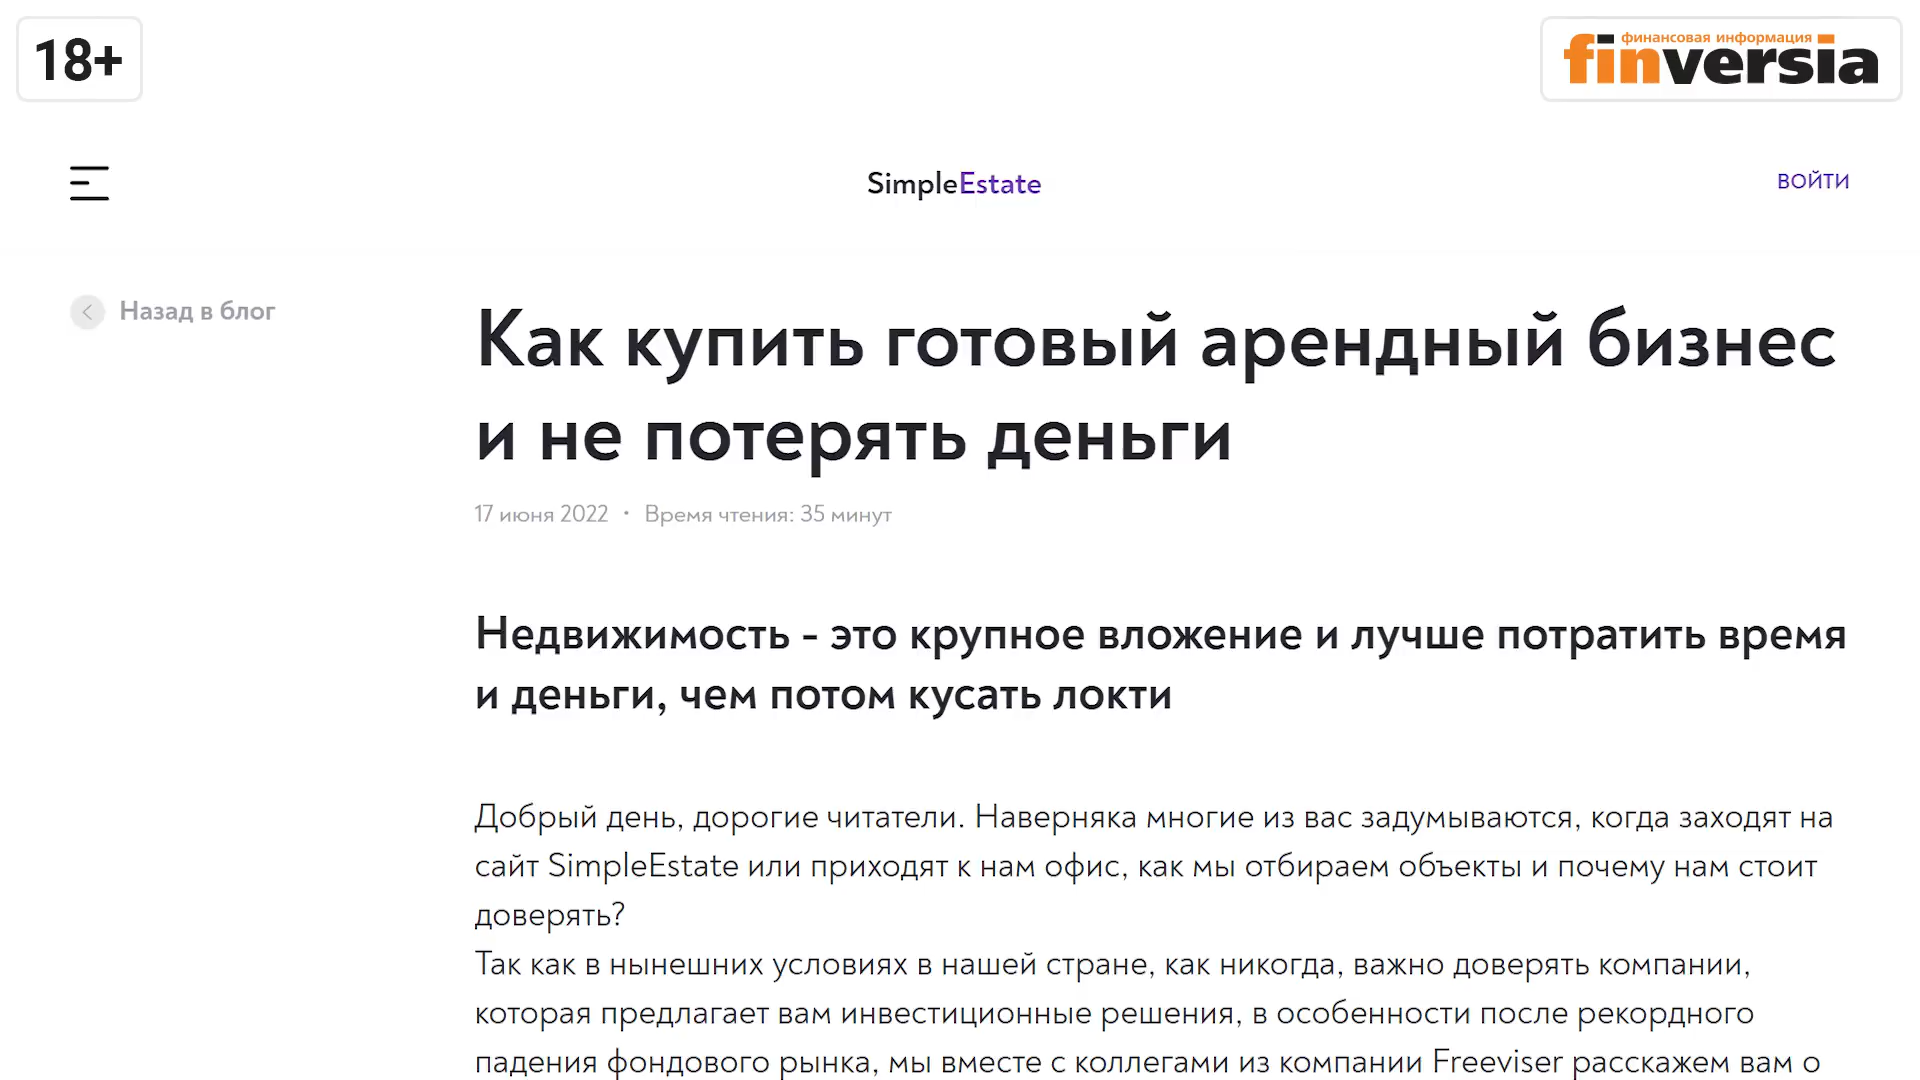 18+
финансовая информация
finversia
SimpleEstate
ВОЙТИ
Назад в блог
Как купить готовый арендный бизнес
и не потерять деньги
17 июня 2022 • Время чтения: 35 минут
Недвижимость - это крупное вложение и лучше потратить время
и деньги, чем потом кусать локти
Добрый день, дорогие читатели. Наверняка многие из вас задумываются, когда заходят на
сайт SimpleEstate или приходят к нам офис, как мы отбираем объекты и почему нам стоит
доверять?
Так как в нынешних условиях в нашей стране, как никогда, важно доверять компании,
которая предлагает вам инвестиционные решения, в особенности после рекордного
падения фондового рынка, мы вместе с коллегами из компании Freeviser расскажем вам о